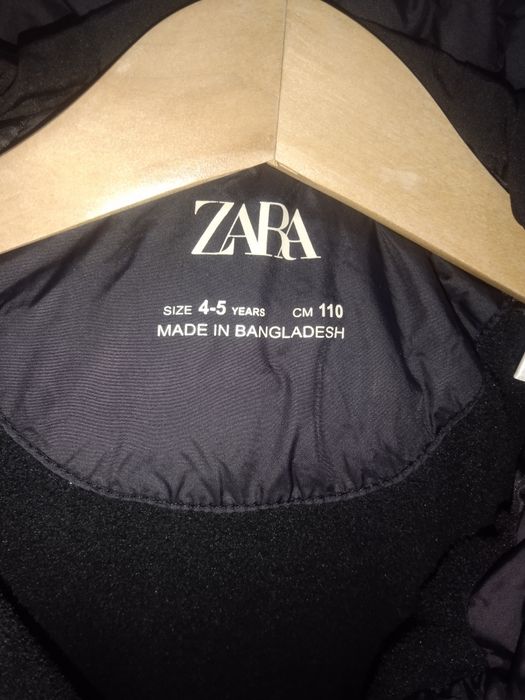 ZARA
SIZE 4-5 YEARS CM 110
MADE IN BANGLADESH